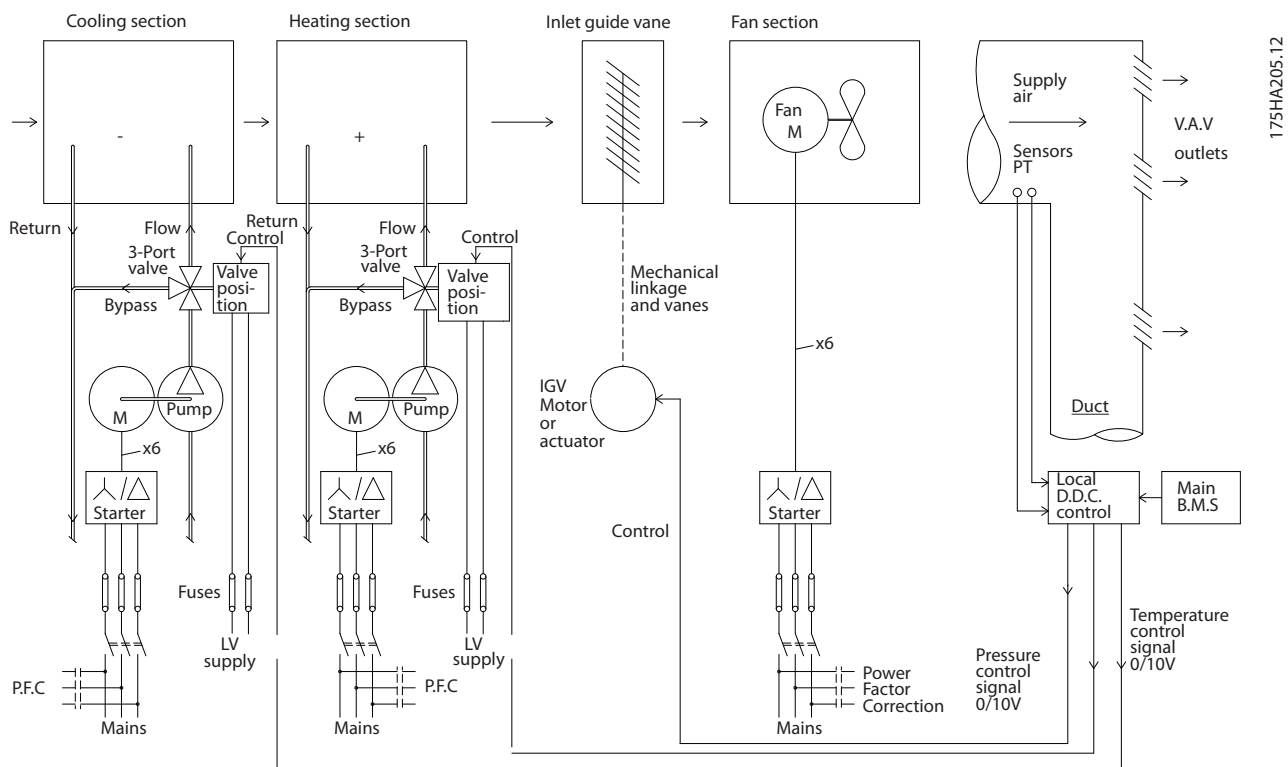 Cooling section
Heating section
Inlet guide vane
Fan section
175HA205.12
-
+
Fan
M
Supply
air
Sensors
PT
V.A.V
outlets
Return
Flow
3-Port
valve
Bypass
Control
Valve
posi-
tion
Return
Flow
3-Port
valve
Bypass
Control
Valve
posi-
tion
Mechanical
linkage
and vanes
x6
M
Pump
x6
M
Pump
x6
IGV
Motor
or
actuator
Duct
Starter
Starter
Starter
Local
D.D.C.
control
Main
B.M.S
Control
Fuses
Fuses
LV
supply
LV
supply
P.F.C
Mains
P.F.C
Mains
Power
Factor
Correction
Mains
Pressure
control
signal
0/10V
Temperature
control
signal
0/10V